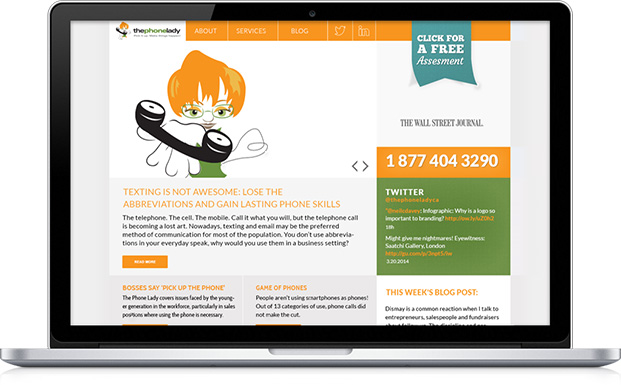 thephonelady
ABOUT
SERVICES
BLOG
CLICK FOR
A FREE
Assesment
THE WALL STREET JOURNAL.
1 877 404 3290
TEXTING IS NOT AWESOME: LOSE THE
ABBREVIATIONS AND GAIN LASTING PHONE SKILLS
The telephone. The cell. The mobile. Call it what you will, but the telephone call
is becoming a lost art. Nowadays, texting and email may be the preferred
method of communication for most of the population. You don't use abbrevia-
tions in your everyday speak, why would you use them in a business setting?
READ MORE
TWITTER
@thephoneladyca
Infographic: Why is a logo so
important to branding?
18h
Might give me nightmares! Eyewitness:
Saatchi Gallery, London
3.20.2014
BOSSES SAY 'PICK UP THE PHONE'
The Phone Lady covers issues faced by the young-
er generation in the workforce, particularly in sales
positions where using the phone is necessary.
GAME OF PHONES
People aren't using smartphones as phones!
Out of 13 categories of use, phone calls did
not make the cut.
THIS WEEK'S BLOG POST:
Dismay is a common reaction when I talk to
entrepreneurs, salespeople and fundraisers